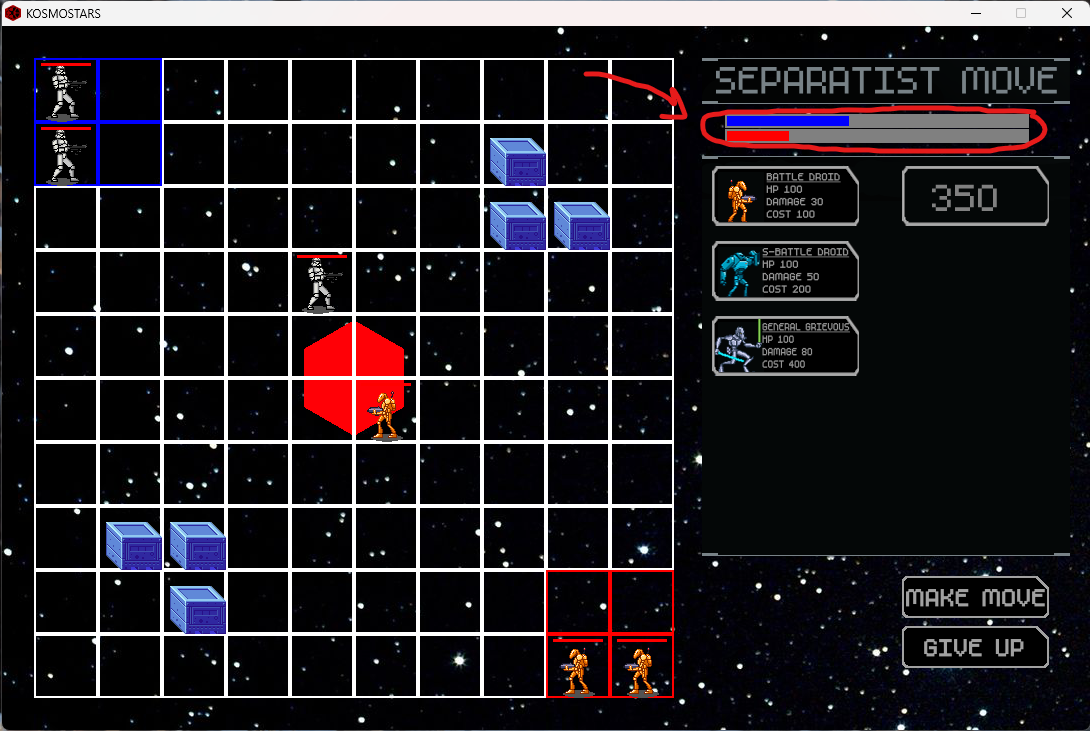 KOSMOSTARS
SEPARATIST MOVE
BATTLE DROID
HP 100
DAMAGE 30
COST 100
350
S-BATTLE DROID
HP 100
DAMAGE 50
COST 200
GENERAL GRIEVOUS
HP 100
DAMAGE 80
COST 400
MAKE MOVE
GIVE UP